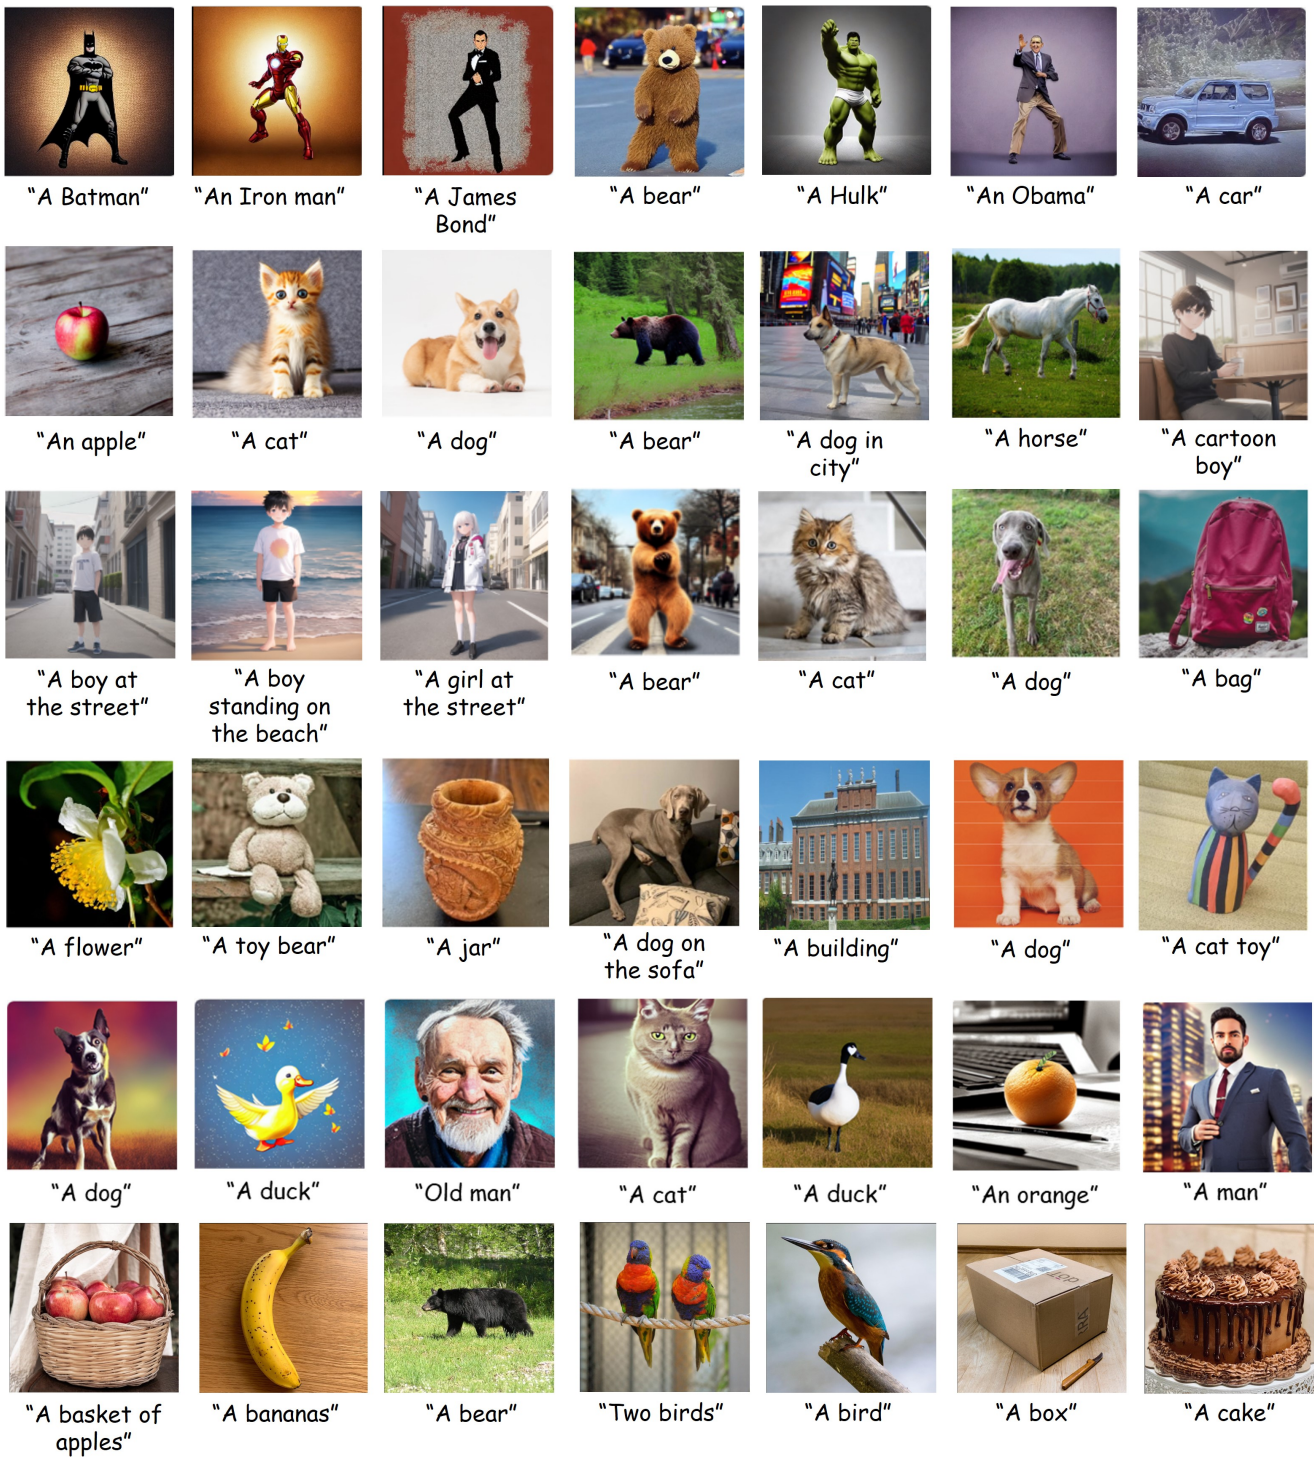 “A Batman”
“An Iron man”
“A James
Bond”
“A bear”
“A Hulk”
“An Obama”
“A car”
“An apple”
“A cat”
“A dog”
“A bear”
“A dog in
city”
“A horse”
“A cartoon
boy”
“A boy at
the street”
“A boy
standing on
the beach”
“A girl at
the street”
“A bear”
“A cat”
“A dog”
“A bag”
“A flower”
“A toy bear”
“A jar”
“A dog on
the sofa”
“A building”
“A dog”
“A cat toy”
“A dog”
“A duck”
“Old man”
“A cat”
“A duck”
“An orange”
“A man”
“A basket of
apples”
“A bananas”
“A bear”
“Two birds”
“A bird”
“A box”
“A cake”